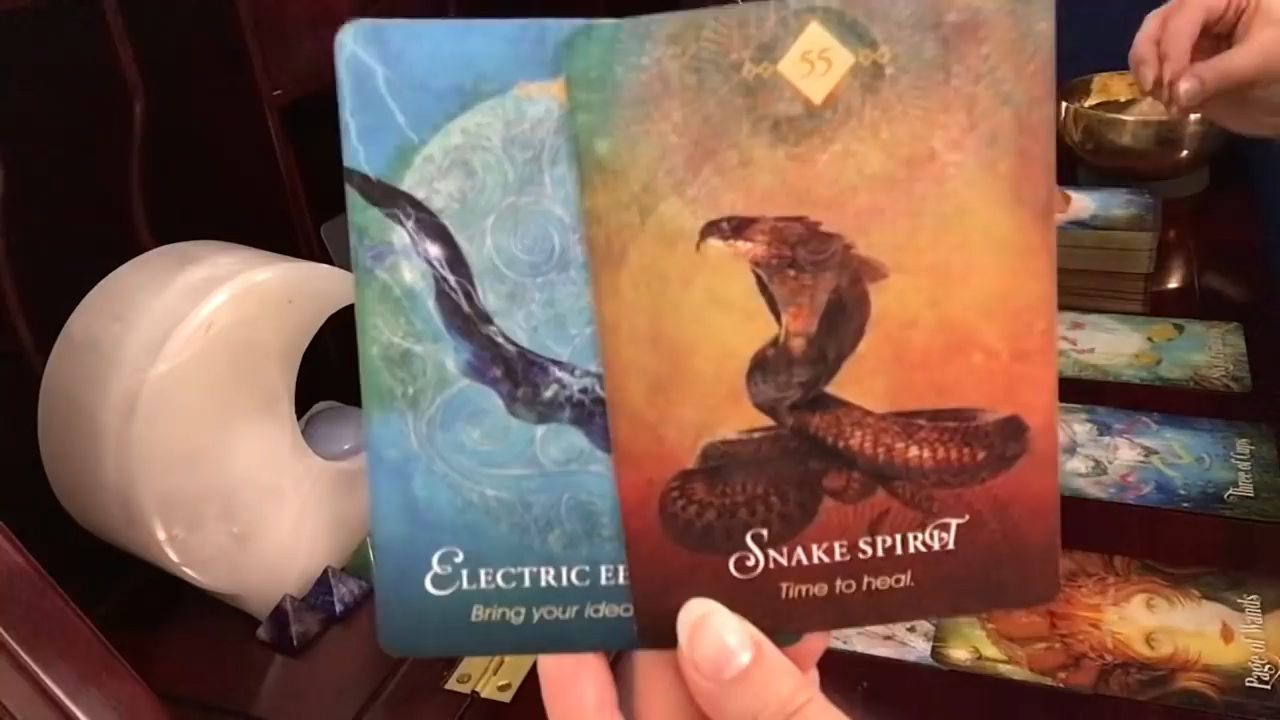 55
ELECTRIC EE
Bring your idea
SNAKE SPIRIT
Time to heal.
Three of Cups
Page of Wands